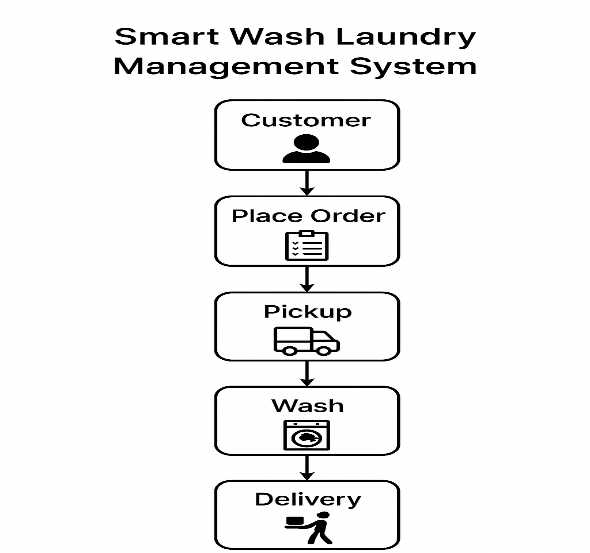 Smart Wash Laundry
Management System
Customer
Place Order
Pickup
Wash
Delivery